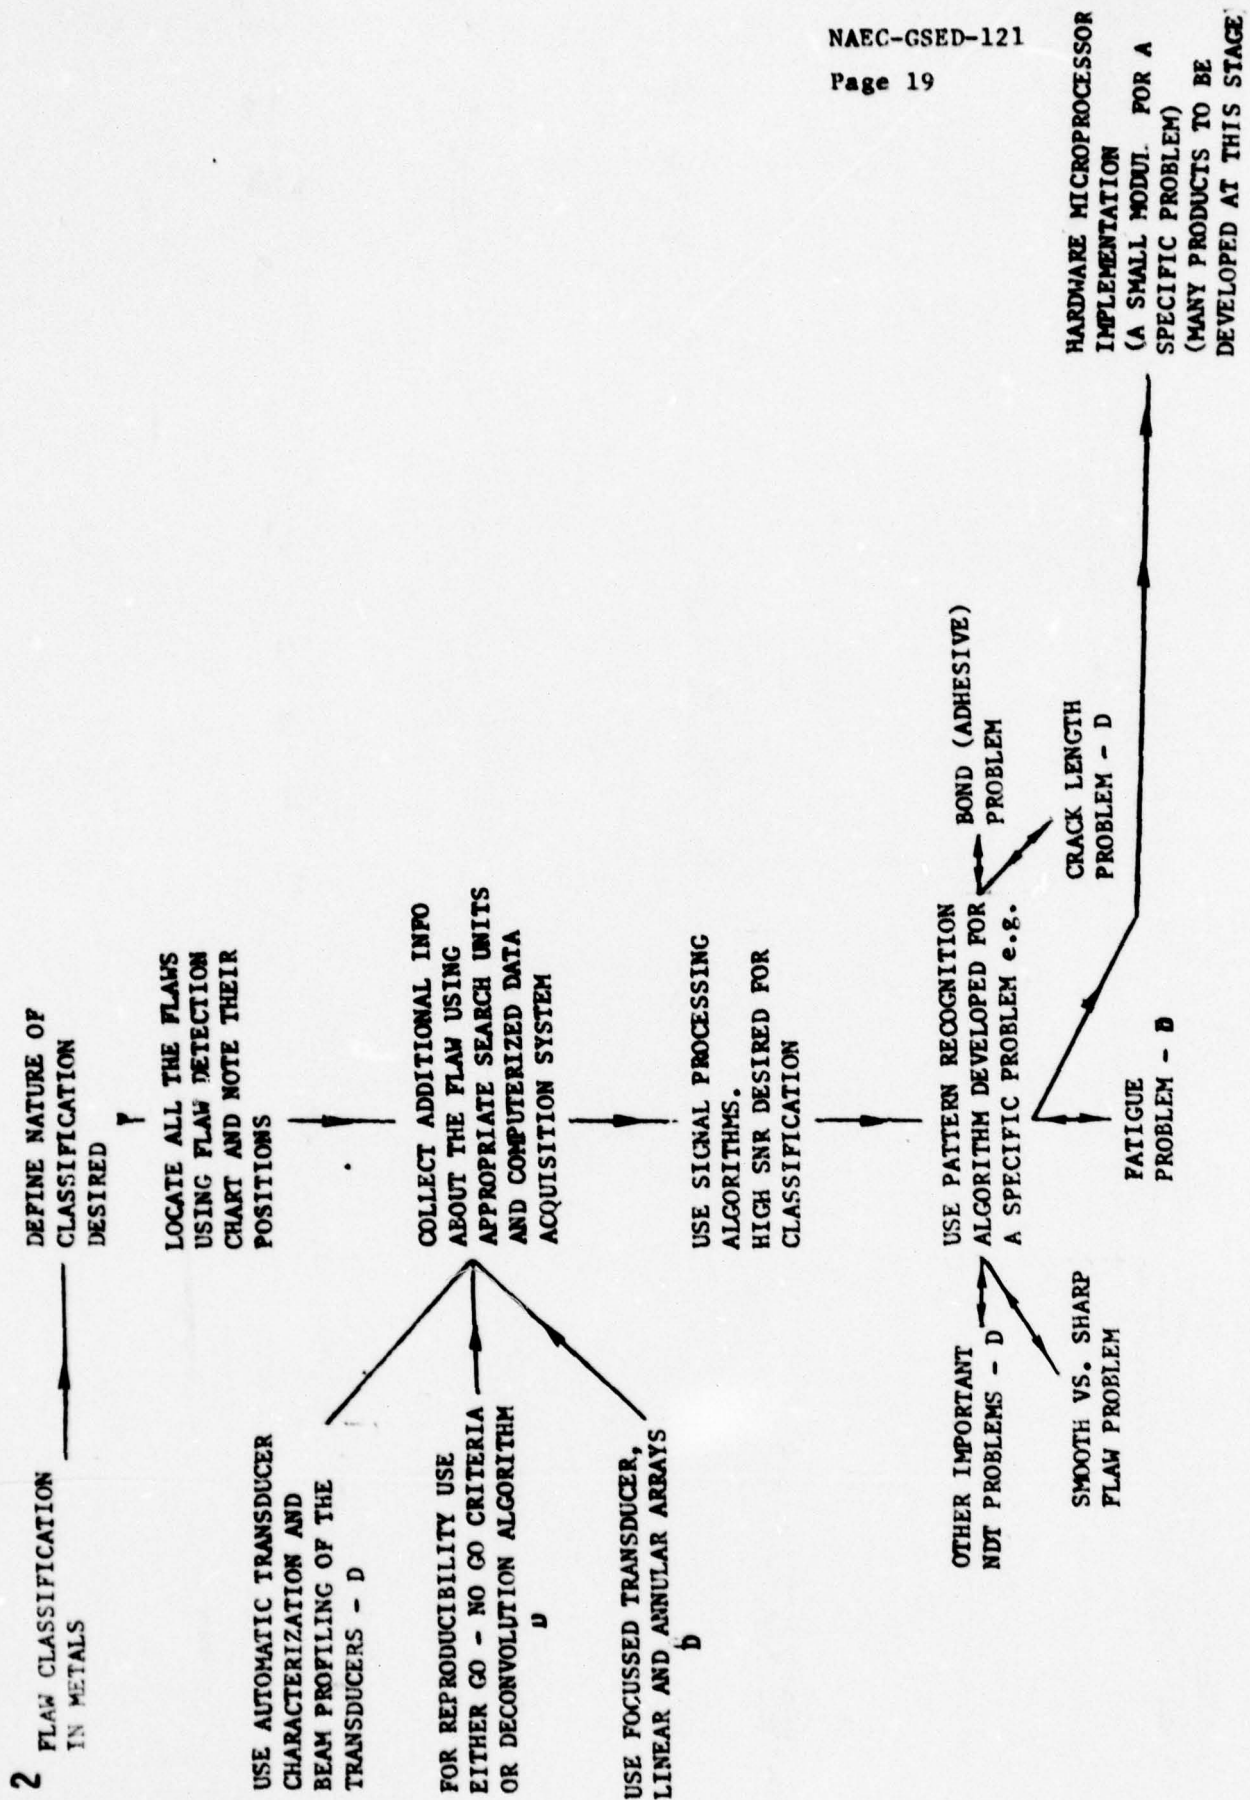 NAEC-GSED-121
Page 19
2
FLAW CLASSIFICATION
IN METALS
DEFINE NATURE OF
CLASSIFICATION
DESIRED
LOCATE ALL THE FLAWS
USING FLAW DETECTION
CHART AND NOTE THEIR
POSITIONS
USE AUTOMATIC TRANSDUCER
CHARACTERIZATION AND
BEAM PROFILING OF THE
TRANSDUCERS - D
FOR REPRODUCIBILITY USE
EITHER GO - NO GO CRITERIA
OR DECONVOLUTION ALGORITHM
D
USE FOCUSSED TRANSDUCER,
LINEAR AND ANNULAR ARRAYS
D
COLLECT ADDITIONAL INFO
ABOUT THE FLAW USING
APPROPRIATE SEARCH UNITS
AND COMPUTERIZED DATA
ACQUISITION SYSTEM
USE SIGNAL PROCESSING
ALGORITHMS.
HIGH SNR DESIRED FOR
CLASSIFICATION
USE PATTERN RECOGNITION
ALGORITHM DEVELOPED FOR
A SPECIFIC PROBLEM e.g.
OTHER IMPORTANT
NDT PROBLEMS - D
SMOOTH VS. SHARP
FLAW PROBLEM
FATIGUE
PROBLEM - D
BOND (ADHESIVE)
PROBLEM
CRACK LENGTH
PROBLEM - D
HARDWARE MICROPROCESSOR
IMPLEMENTATION
(A SMALL MODUL. FOR A
SPECIFIC PROBLEM)
(MANY PRODUCTS TO BE
DEVELOPED AT THIS STAGE